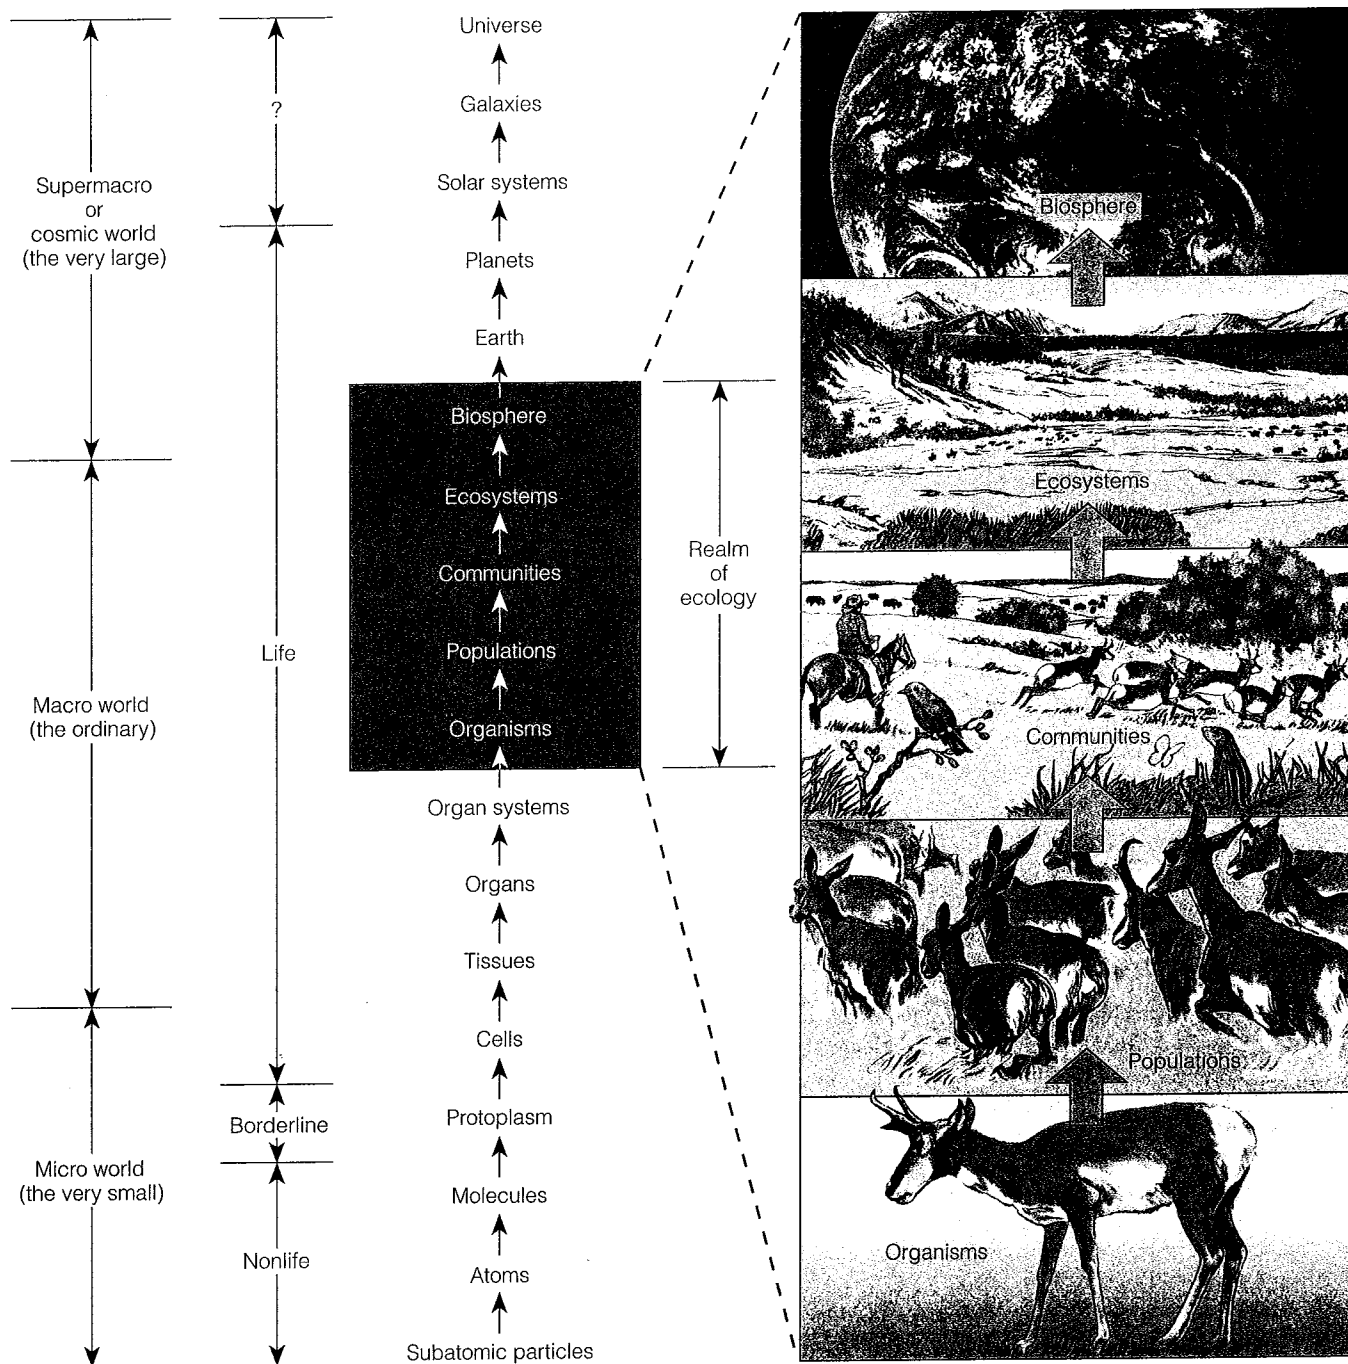 Supermacro
or
cosmic world
(the very large)
Macro world
(the ordinary)
Micro world
(the very small)
?
Life
Borderline
Nonlife
Universe
Galaxies
Solar systems
Planets
Earth
Biosphere
Ecosystems
Communities
Populations
Organisms
Organ systems
Organs
Tissues
Cells
Protoplasm
Molecules
Atoms
Subatomic particles
Realm
of
ecology
Biosphere
Ecosystems
Communities
Populations
Organisms